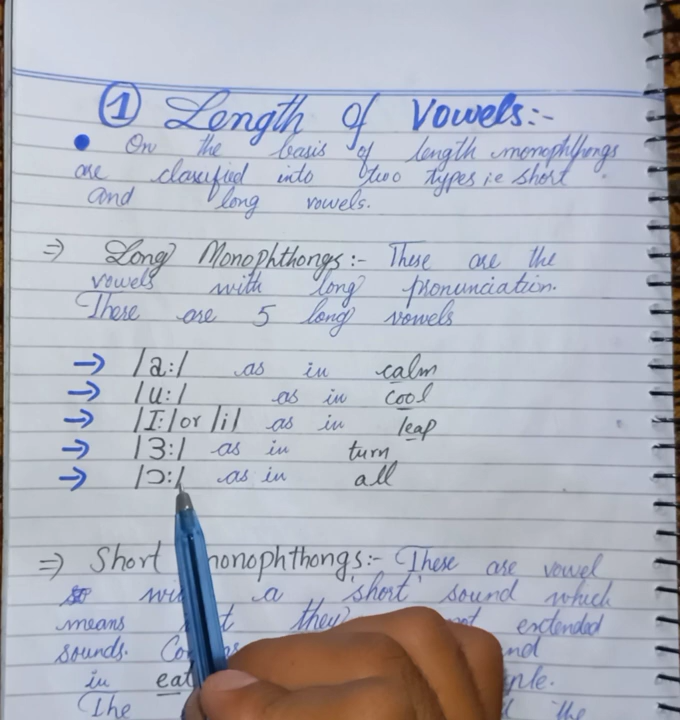 ① Length of Vowels:-
• On the basis of length monophthongs
are classified into two types i.e short
and long vowels.
⇒ Long Monophthongs:- These are the
vowels with long pronunciation.
There are 5 long vowels
→ /a:/ as in calm
→ /u:/ as in cool
→ /I:/ or /i/ as in leap
→ /3:/ as in turn
→ /ɔ:/ as in all
⇒ Short monophthongs:- These are vowel
a 'short' sound which
means they extended
sounds.
in eat
The the